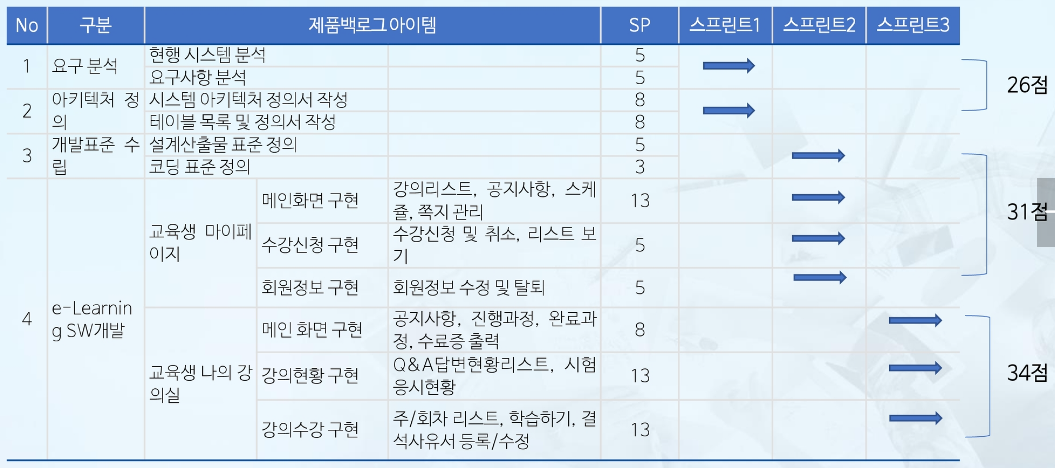 No 구분 제품백로그 아이템 SP 스프린트1 스프린트2 스프린트3
1 요구 분석 현행 시스템 분석 5
요구사항 분석 5
26점
2 아키텍처 정
의
시스템 아키텍처 정의서 작성 8
테이블 목록 및 정의서 작성 8
3 개발표준 수
립
설계산출물 표준 정의 5
코딩 표준 정의 3
4 e-Learnin
g SW개발
교육생 마이페
이지
메인화면 구현 강의리스트, 공지사항, 스케
쥴, 쪽지 관리
13
31점
수강신청 구현 수강신청 및 취소, 리스트 보
기
5
회원정보 구현 회원정보 수정 및 탈퇴 5
교육생 나의 강
의실
메인 화면 구현 공지사항, 진행과정, 완료과
정, 수료증 출력
8
강의현황 구현 Q&A답변현황리스트, 시험
응시현황
13
34점
강의수강 구현 주/회차 리스트, 학습하기, 결
석사유서 등록/수정
13